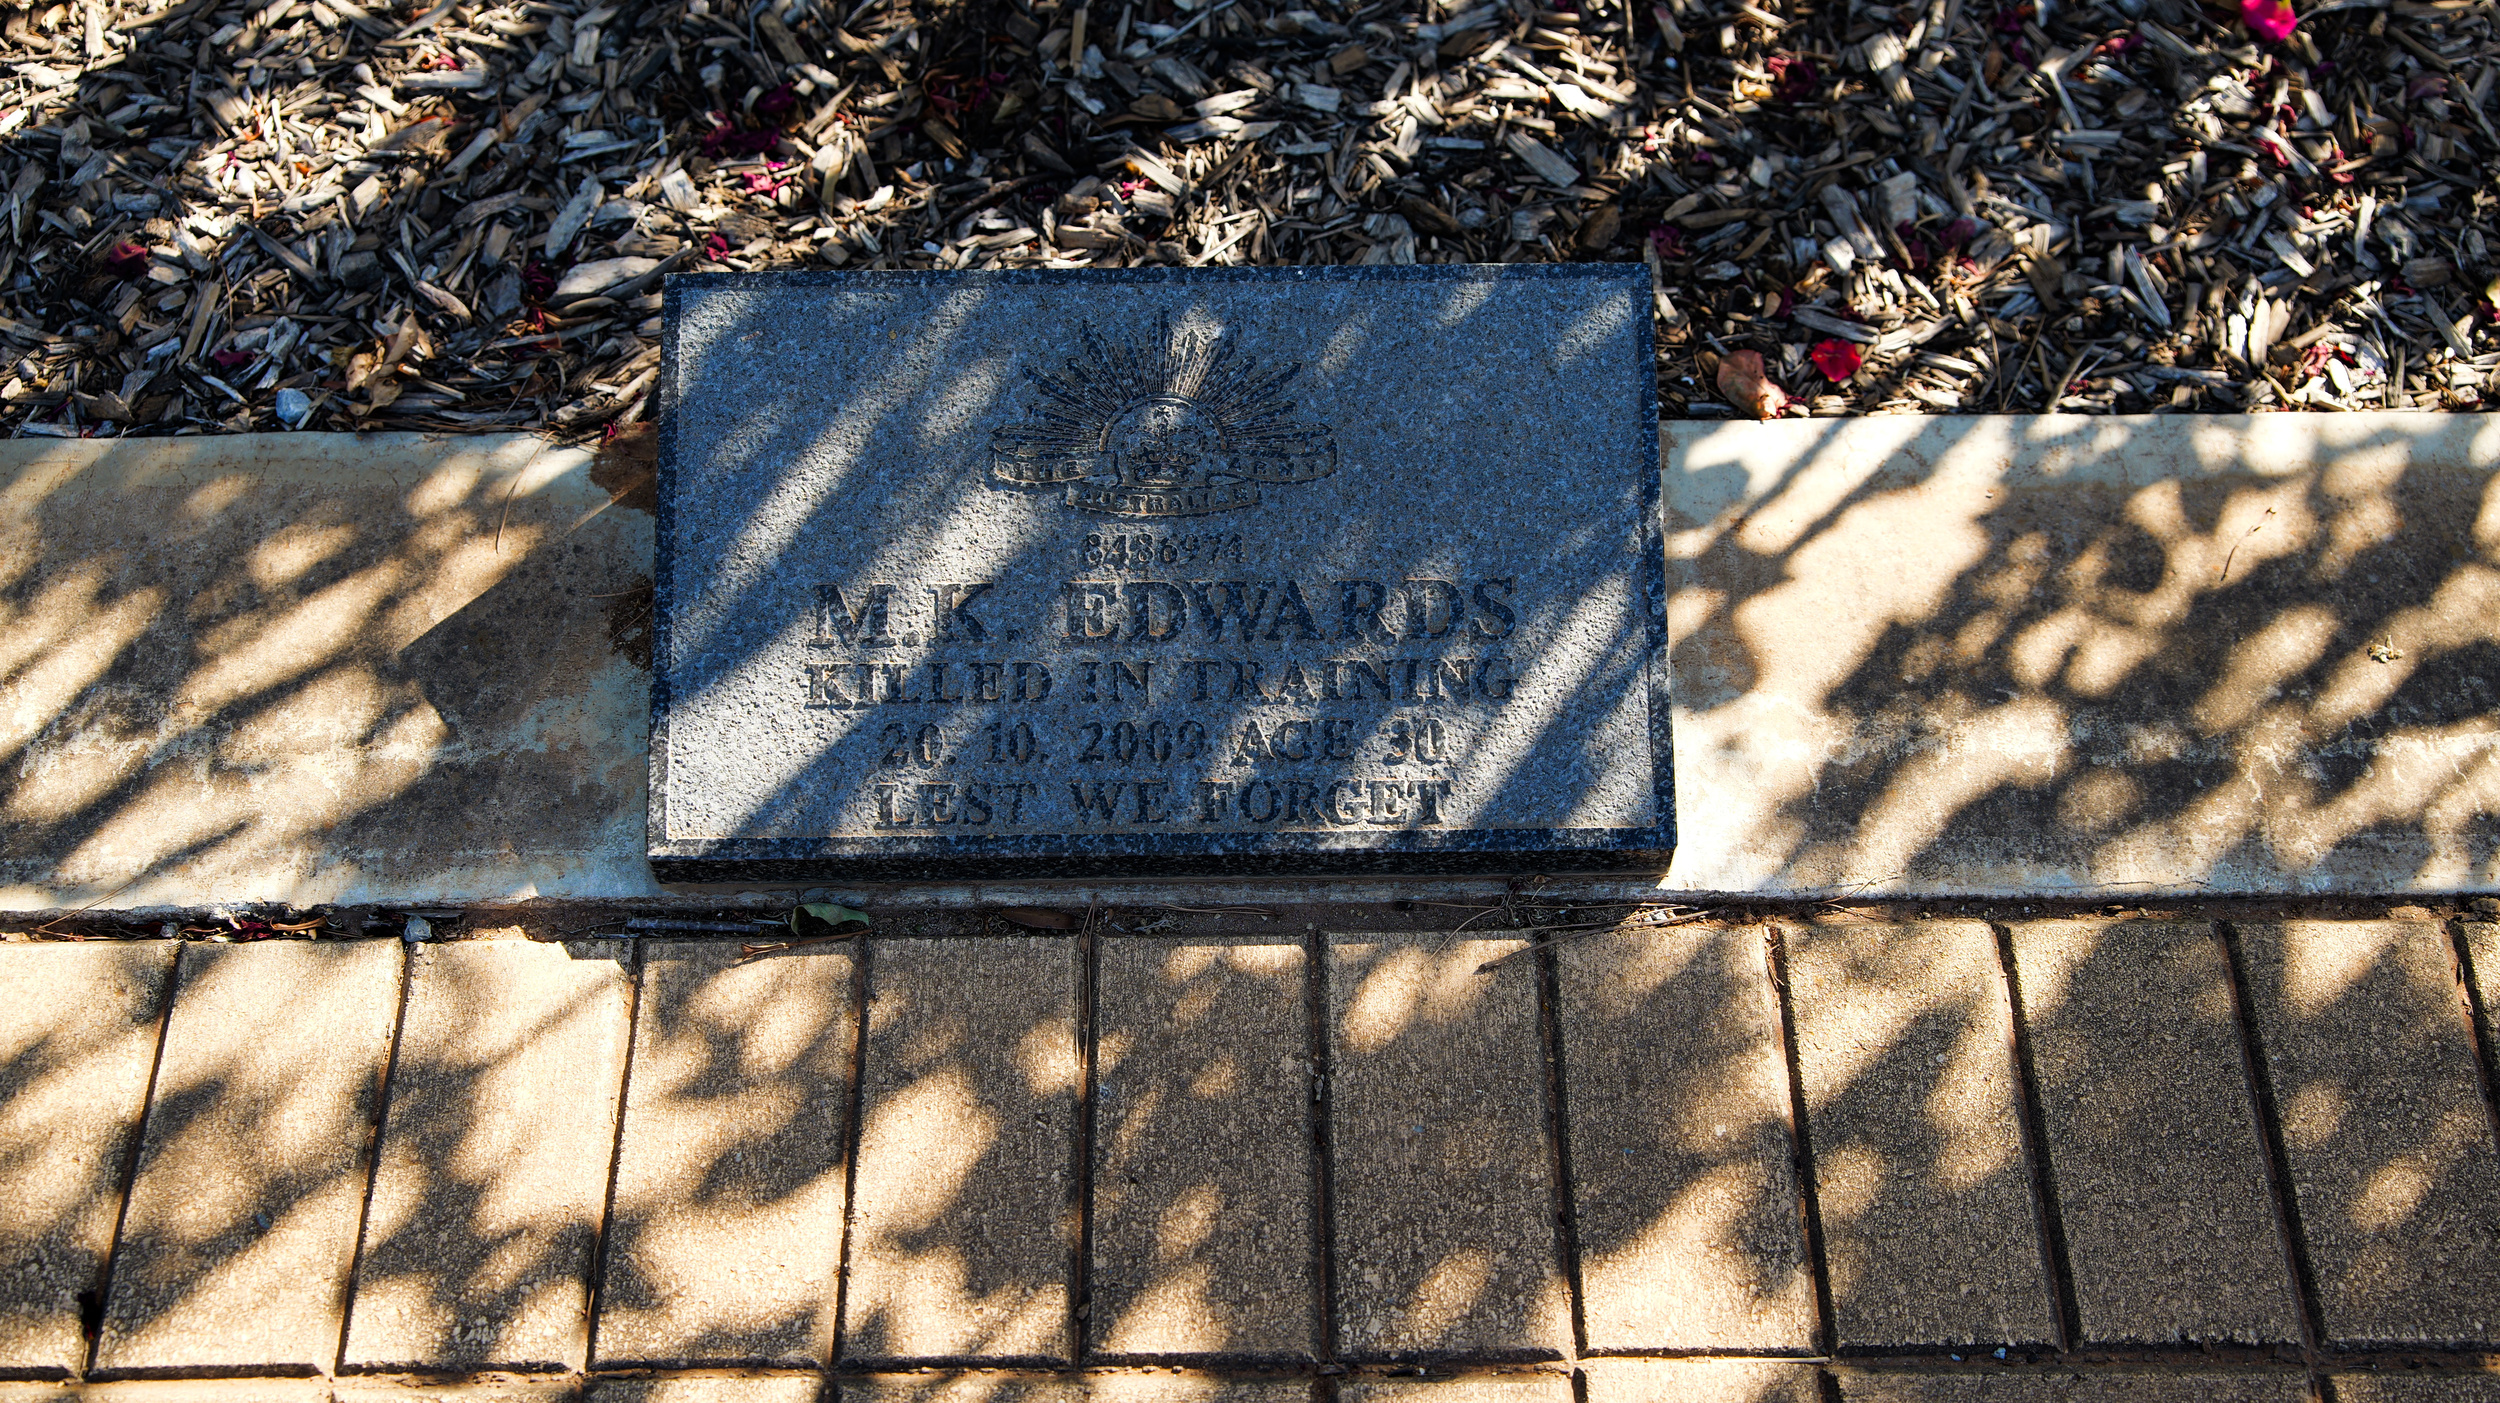 THE ARMY
AUSTRALIAN
8486974
M.K. EDWARDS
KILLED IN TRAINING
20. 10. 2009 AGE 30
LEST WE FORGET